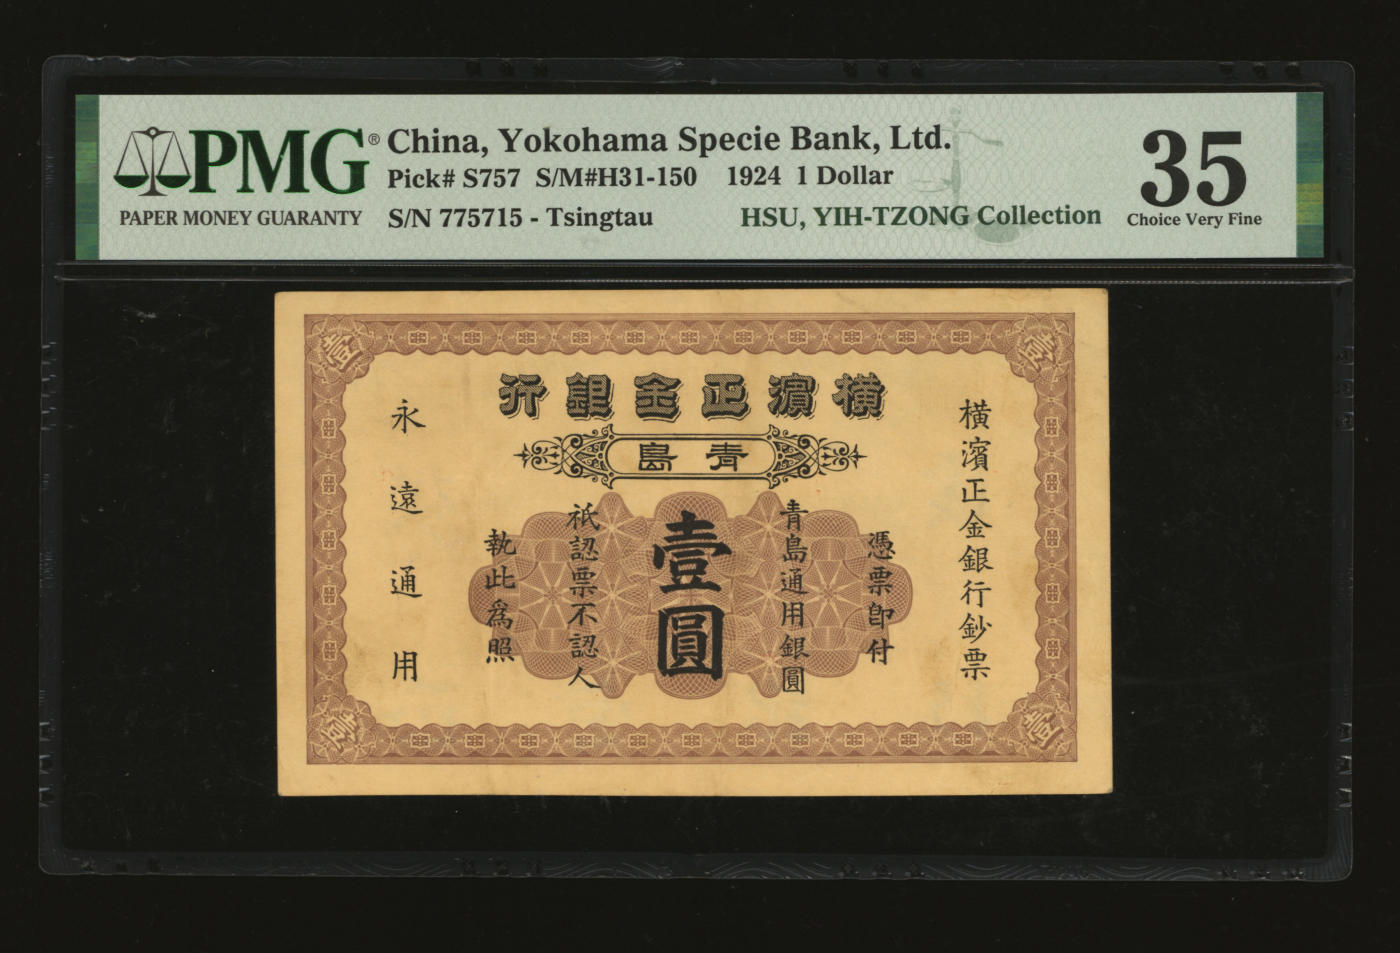 PMG®
PAPER MONEY GUARANTY
China, Yokohama Specie Bank, Ltd.
Pick# S757 S/M#H31-150 1924 1 Dollar
S/N 775715 - Tsingtau HSU, YIH-TZONG Collection
35
Choice Very Fine
壹
壹
橫濱正金銀行
青島
橫濱正金銀行鈔票
憑票即付
青島通用銀圓
壹圓
祇認票不認人
執此為照
永遠通用
壹
壹